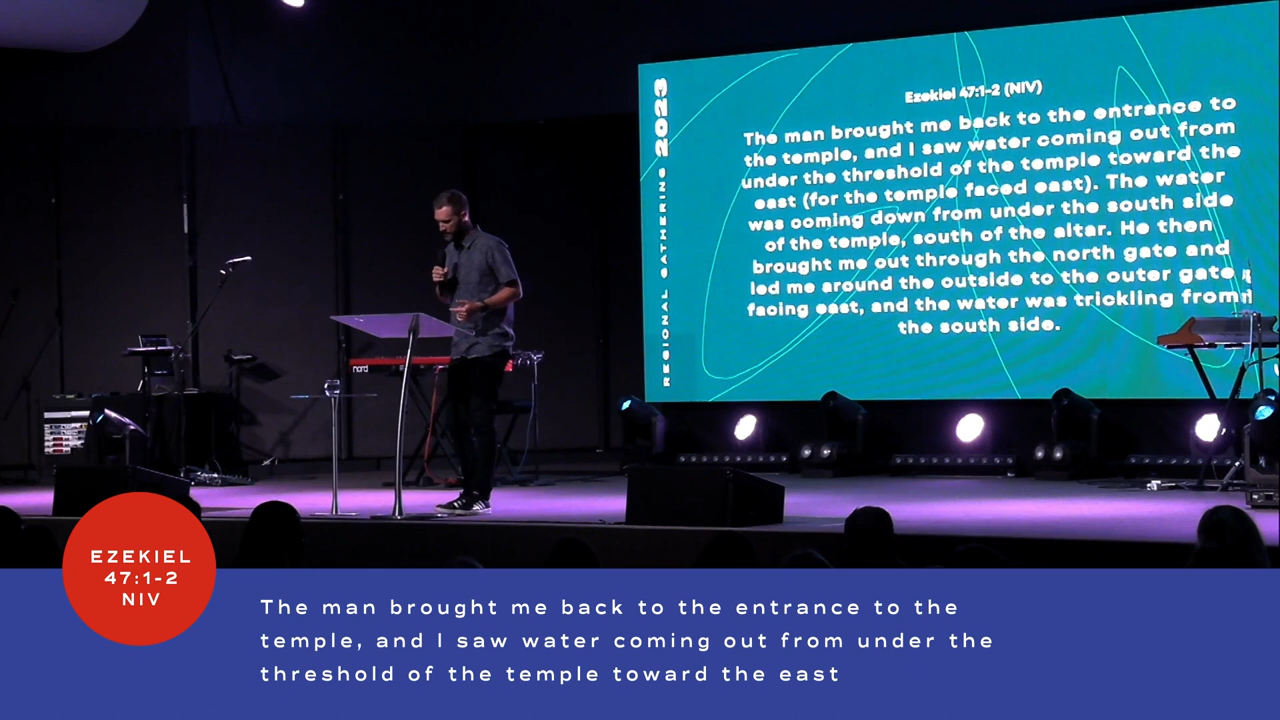 REGIONAL GATHERING 2023
Ezekiel 47:1-2 (NIV)
The man brought me back to the entrance to
the temple, and I saw water coming out from
under the threshold of the temple toward the
east (for the temple faced east). The water
was coming down from under the south side
of the temple, south of the altar. He then
brought me out through the north gate and
led me around the outside to the outer gate
facing east, and the water was trickling from
the south side.
nord
EZEKIEL
47:1-2
NIV
The man brought me back to the entrance to the
temple, and I saw water coming out from under the
threshold of the temple toward the east